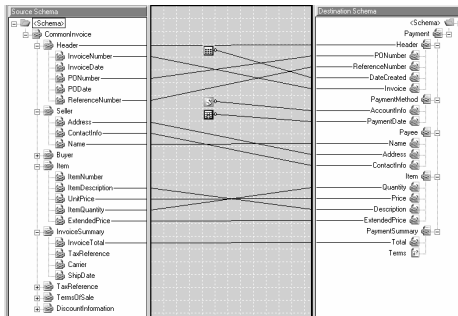 Source Schema
<Schema>
CommonInvoice
Header
InvoiceNumber
InvoiceDate
PONumber
PODate
ReferenceNumber
Seller
Address
ContactInfo
Name
Buyer
Item
ItemNumber
ItemDescription
UnitPrice
ItemQuantity
ExtendedPrice
InvoiceSummary
InvoiceTotal
TaxReference
Carrier
ShipDate
TaxReference
TermsOfSale
DiscountInformation
Destination Schema
<Schema>
Payment
Header
PONumber
ReferenceNumber
DateCreated
Invoice
PaymentMethod
AccountInfo
PaymentDate
Payee
Name
Address
ContactInfo
Item
Quantity
Price
Description
ExtendedPrice
PaymentSummary
Total
Terms